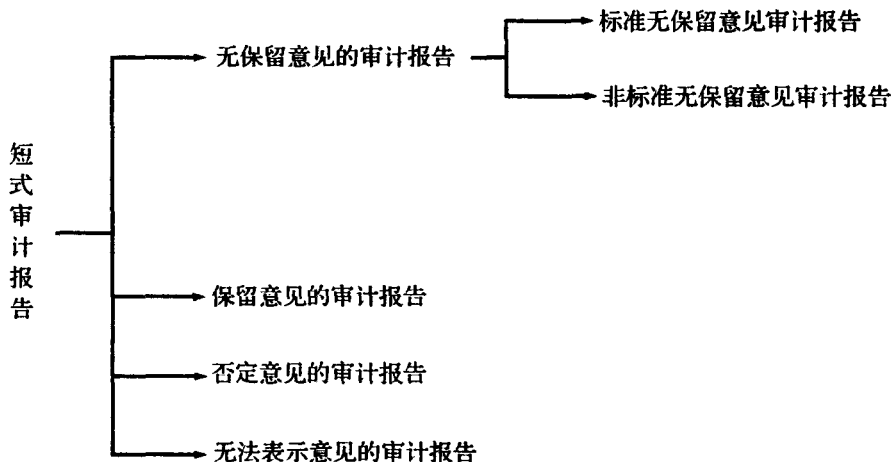 标准无保留意见审计报告
无保留意见的审计报告
非标准无保留意见审计报告
短式审计报告
保留意见的审计报告
否定意见的审计报告
无法表示意见的审计报告